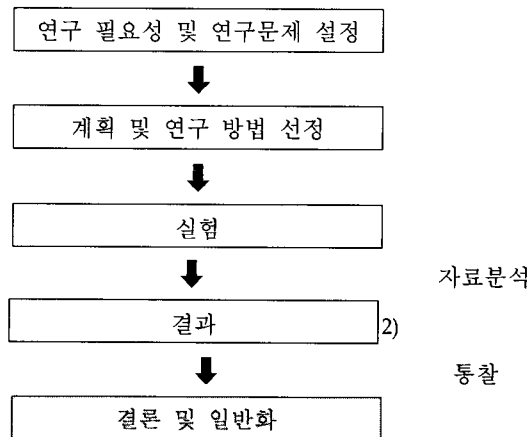 연구 필요성 및 연구문제 설정
계획 및 연구 방법 선정
실험
자료분석
결과 2)
통찰
결론 및 일반화